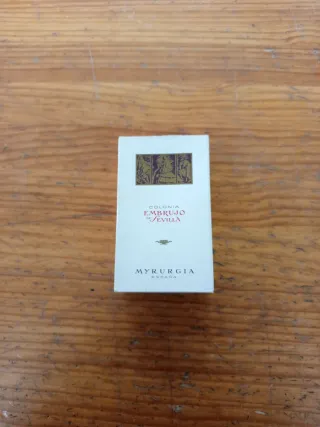 COLONIA
EMBRUJO
DE SEVILLA
MYRURGIA
ESPAÑA